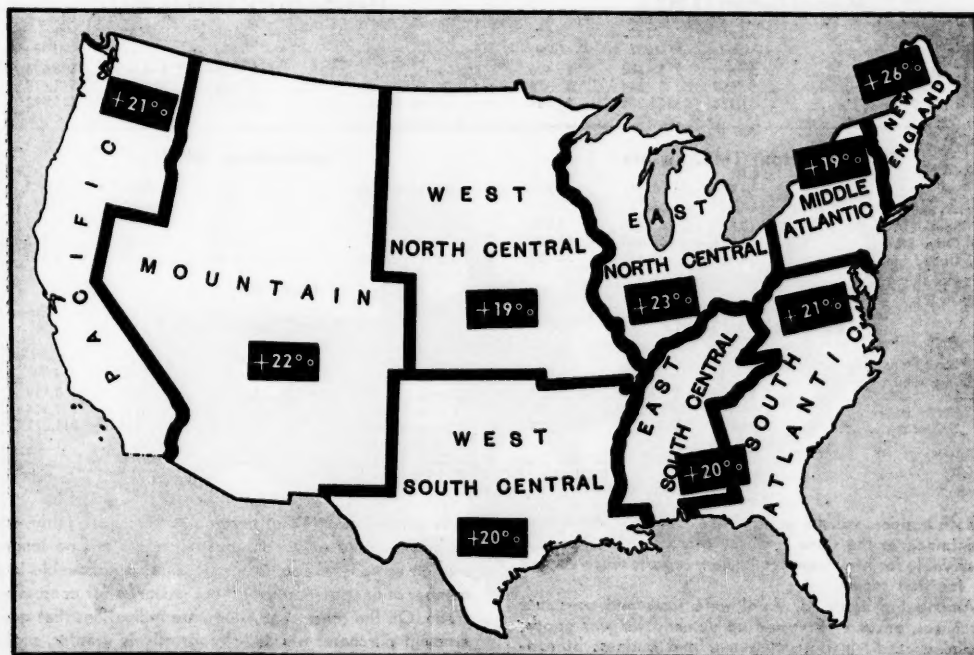 +21%
PACIFIC
MOUNTAIN
+22%
WEST
NORTH CENTRAL
+19%
WEST
SOUTH CENTRAL
+20%
EAST
NORTH CENTRAL
+23%
EAST
SOUTH CENTRAL
+20%
+26%
NEW
ENGLAND
+19%
MIDDLE
ATLANTIC
+21%
SOUTH
ATLANTIC